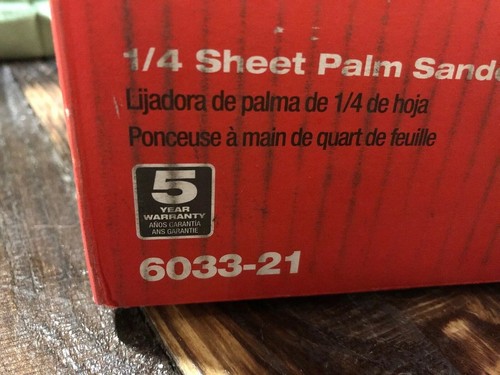 1/4 Sheet Palm Sande
Lijadora de palma de 1/4 de hoja
Ponceuse à main de quart de feuille
5
YEAR
WARRANTY
AÑOS GARANTÍA
ANS GARANTIE
6033-21